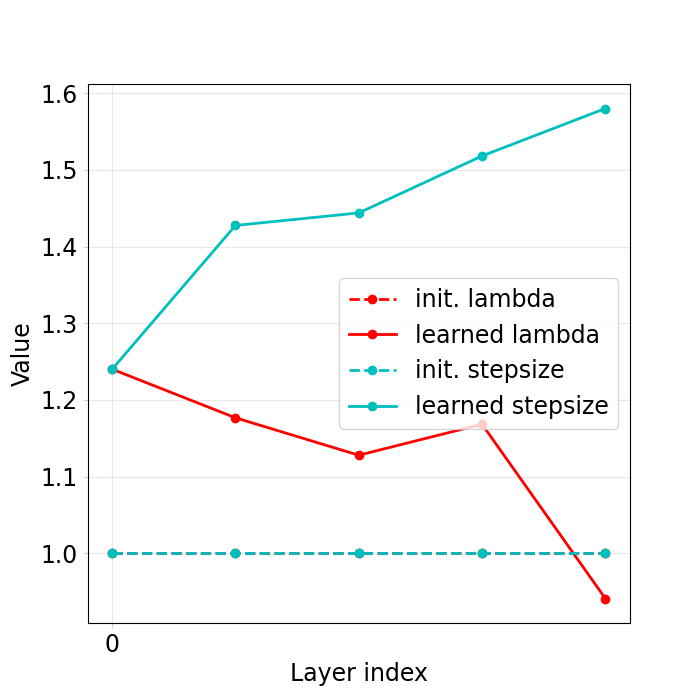 1.6
1.5
1.4
1.3
1.2
1.1
1.0
Value
init. lambda
learned lambda
init. stepsize
learned stepsize
0
Layer index